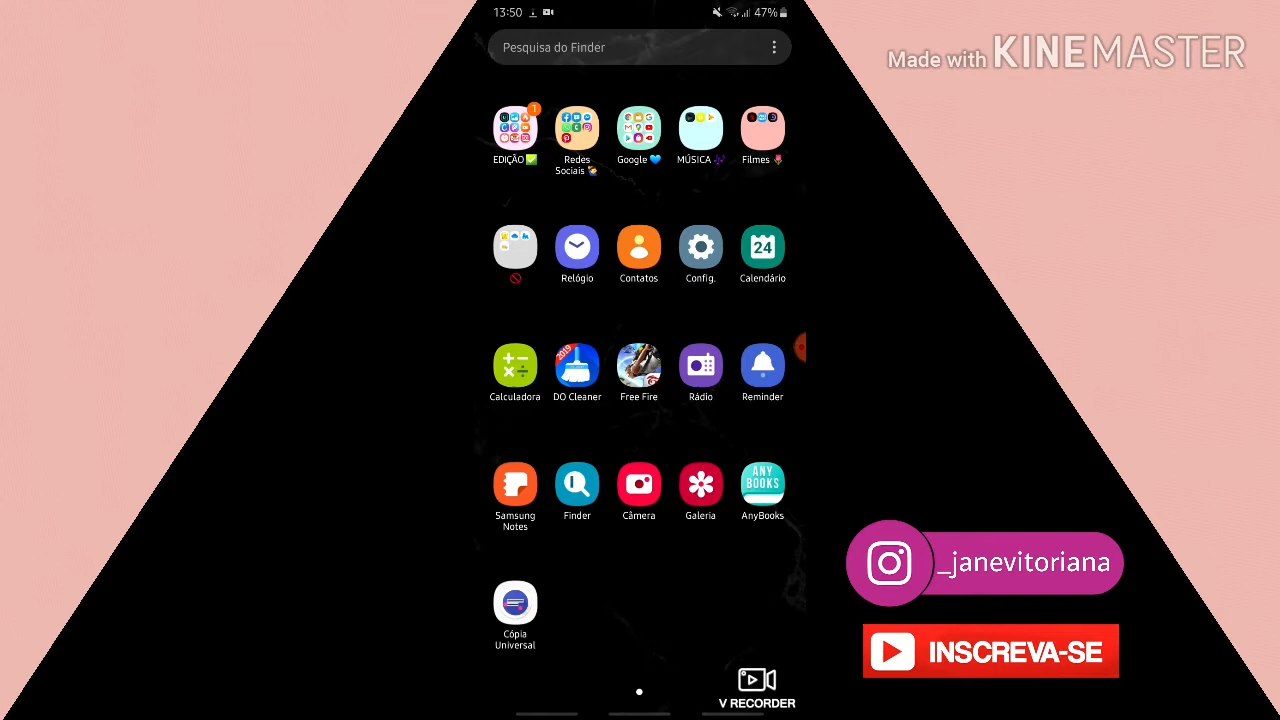 13:50
47%
Pesquisa do Finder
Made with KINEMASTER
1
EDIÇÃO ✅
Redes
Sociais 🙋
Google 💙
MÚSICA 🎶
Filmes 🌷
🚫
Relógio
Contatos
Config.
24
Calendário
2019
Calculadora
DO Cleaner
Free Fire
Rádio
Reminder
ANY
BOOKS
Samsung
Notes
Finder
Câmera
Galeria
AnyBooks
_janevitoriana
Cópia
Universal
INSCREVA-SE
V RECORDER